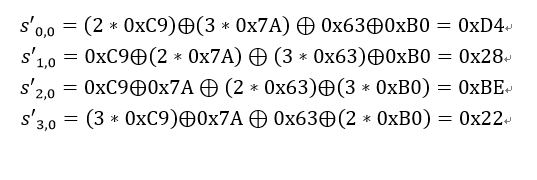 s′0,0 = (2 * 0xC9)⊕(3 * 0x7A) ⊕ 0x63⊕0xB0 = 0xD4↵
s′1,0 = 0xC9⊕(2 * 0x7A) ⊕ (3 * 0x63)⊕0xB0 = 0x28↵
s′2,0 = 0xC9⊕0x7A ⊕ (2 * 0x63)⊕(3 * 0xB0) = 0xBE↵
s′3,0 = (3 * 0xC9)⊕0x7A ⊕ 0x63⊕(2 * 0xB0) = 0x22↵